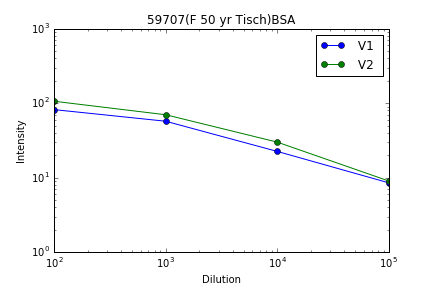 59707(F 50 yr Tisch)BSA
V1
V2
Intensity
10³
10²
10¹
10⁰
10² 10³ 10⁴ 10⁵
Dilution